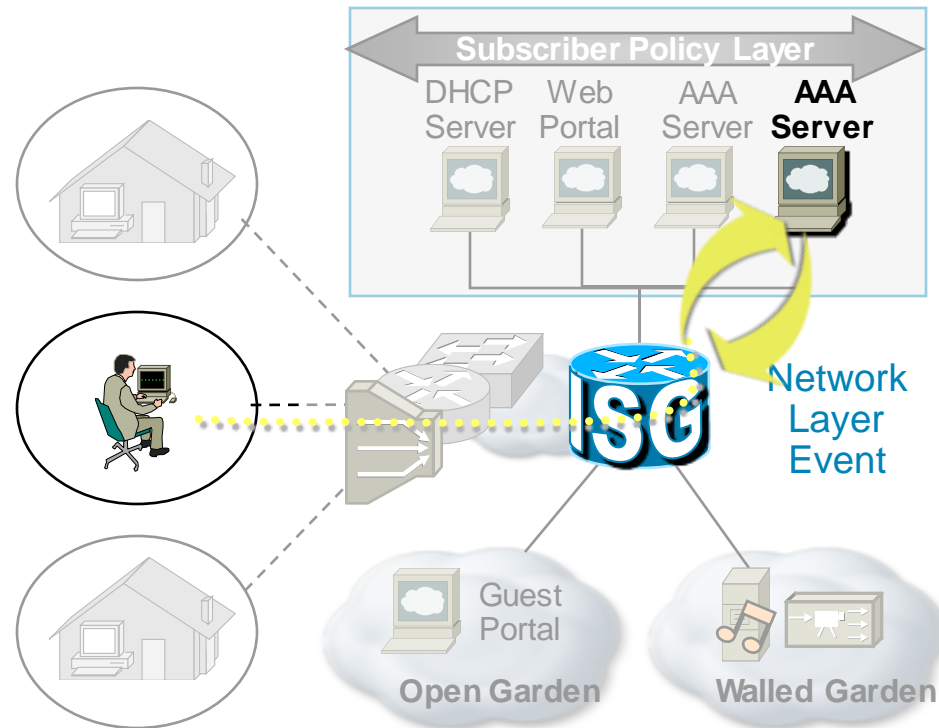 Subscriber Policy Layer
DHCP
Server
Web
Portal
AAA
Server
AAA
Server
ISG
Network
Layer
Event
Guest
Portal
Open Garden
Walled Garden